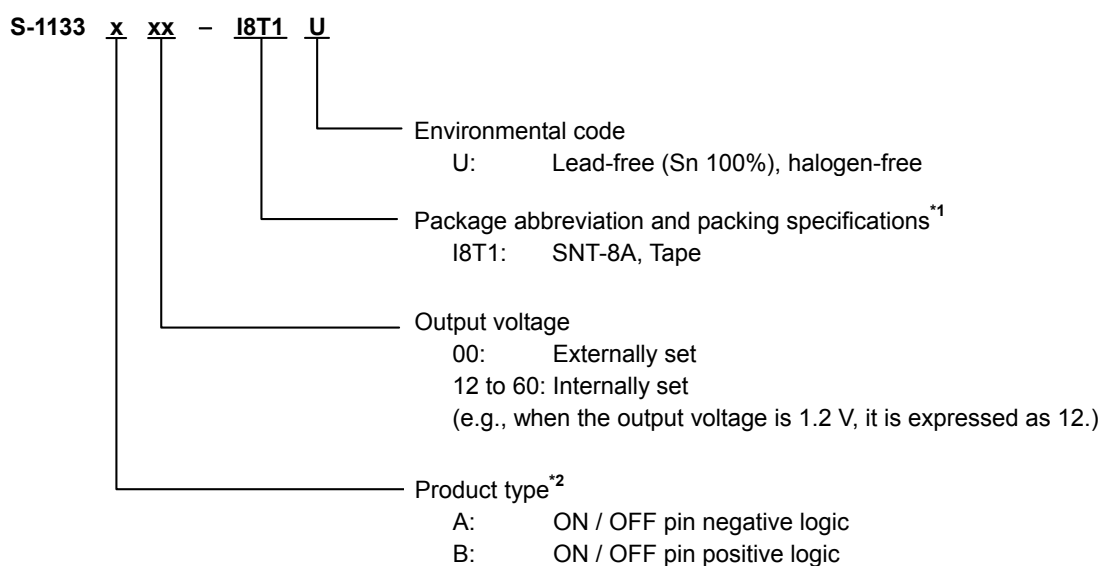 S-1133 x xx – I8T1 U
Environmental code
U: Lead-free (Sn 100%), halogen-free
Package abbreviation and packing specifications*1
I8T1: SNT-8A, Tape
Output voltage
00: Externally set
12 to 60: Internally set
(e.g., when the output voltage is 1.2 V, it is expressed as 12.)
Product type*2
A: ON / OFF pin negative logic
B: ON / OFF pin positive logic